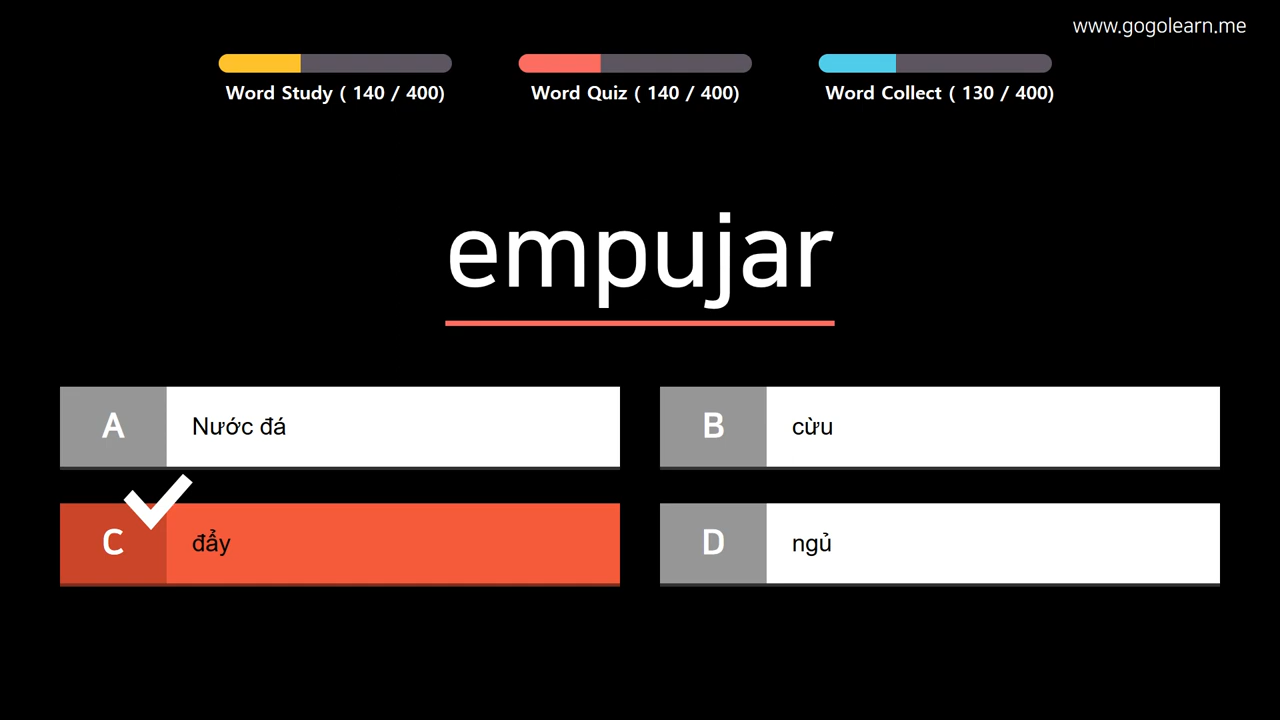 www.gogolearn.me
Word Study ( 140 / 400)
Word Quiz ( 140 / 400)
Word Collect ( 130 / 400)
empujar
A Nước đá
B cừu
C đẩy
D ngủ